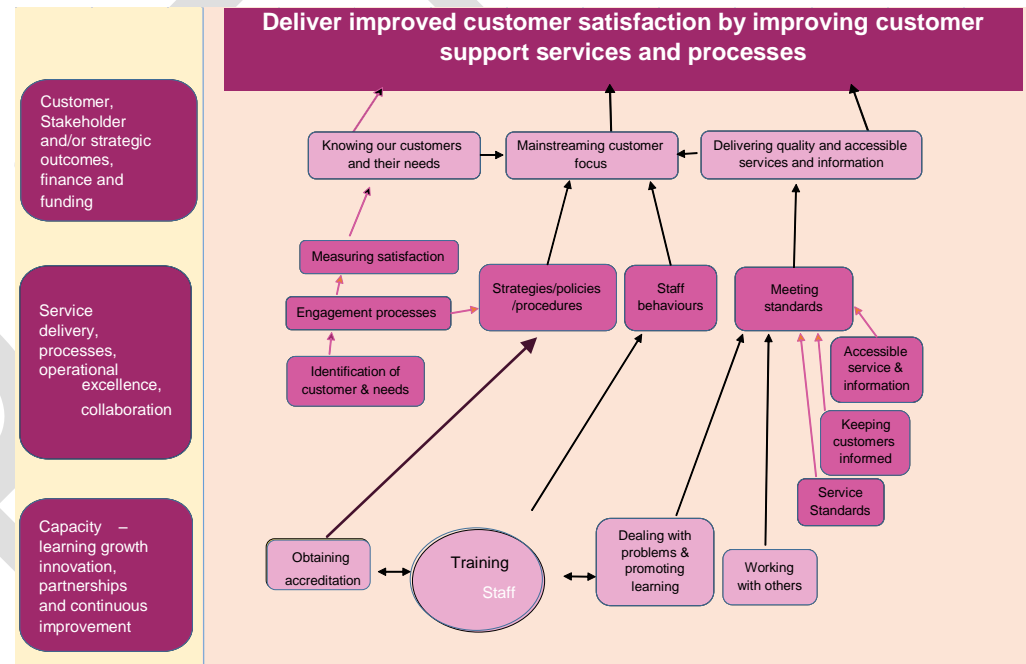 Deliver improved customer satisfaction by improving customer
support services and processes
Customer,
Stakeholder
and/or strategic
outcomes,
finance and
funding
Knowing our customers
and their needs
Mainstreaming customer
focus
Delivering quality and accessible
services and information
Service
delivery,
processes,
operational
excellence,
collaboration
Measuring satisfaction
Engagement processes
Identification of
customer & needs
Strategies/policies
/procedures
Staff
behaviours
Meeting
standards
Accessible
service &
information
Keeping
customers
informed
Service
Standards
Capacity –
learning growth
innovation,
partnerships
and continuous
improvement
Obtaining
accreditation
Training
Staff
Dealing with
problems &
promoting
learning
Working
with others